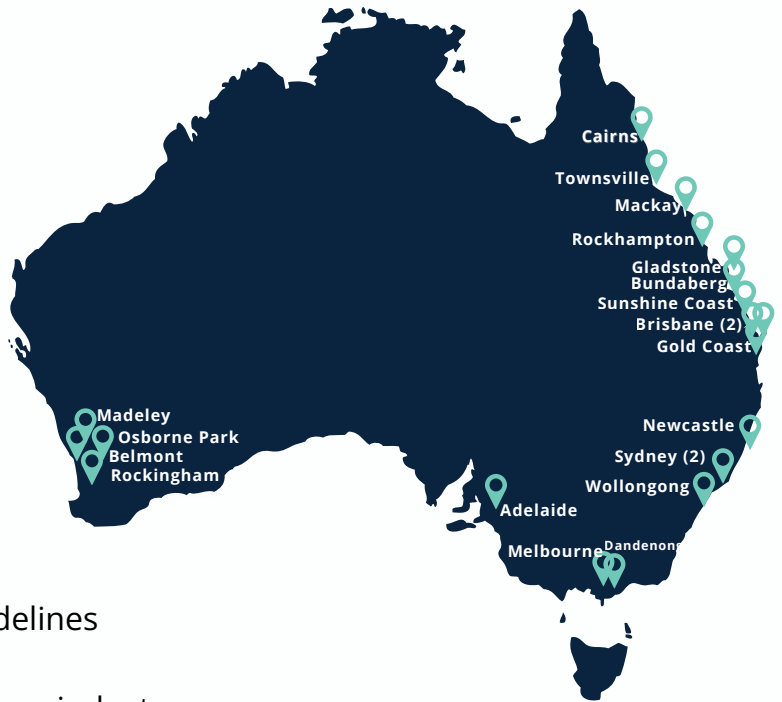 Cairns
Townsville
Mackay
Rockhampton
Gladstone
Bundaberg
Sunshine Coast
Brisbane (2)
Gold Coast
Madeley
Osborne Park
Belmont
Rockingham
Newcastle
Sydney (2)
Wollongong
Adelaide
Melbourne
Dandenong
delines